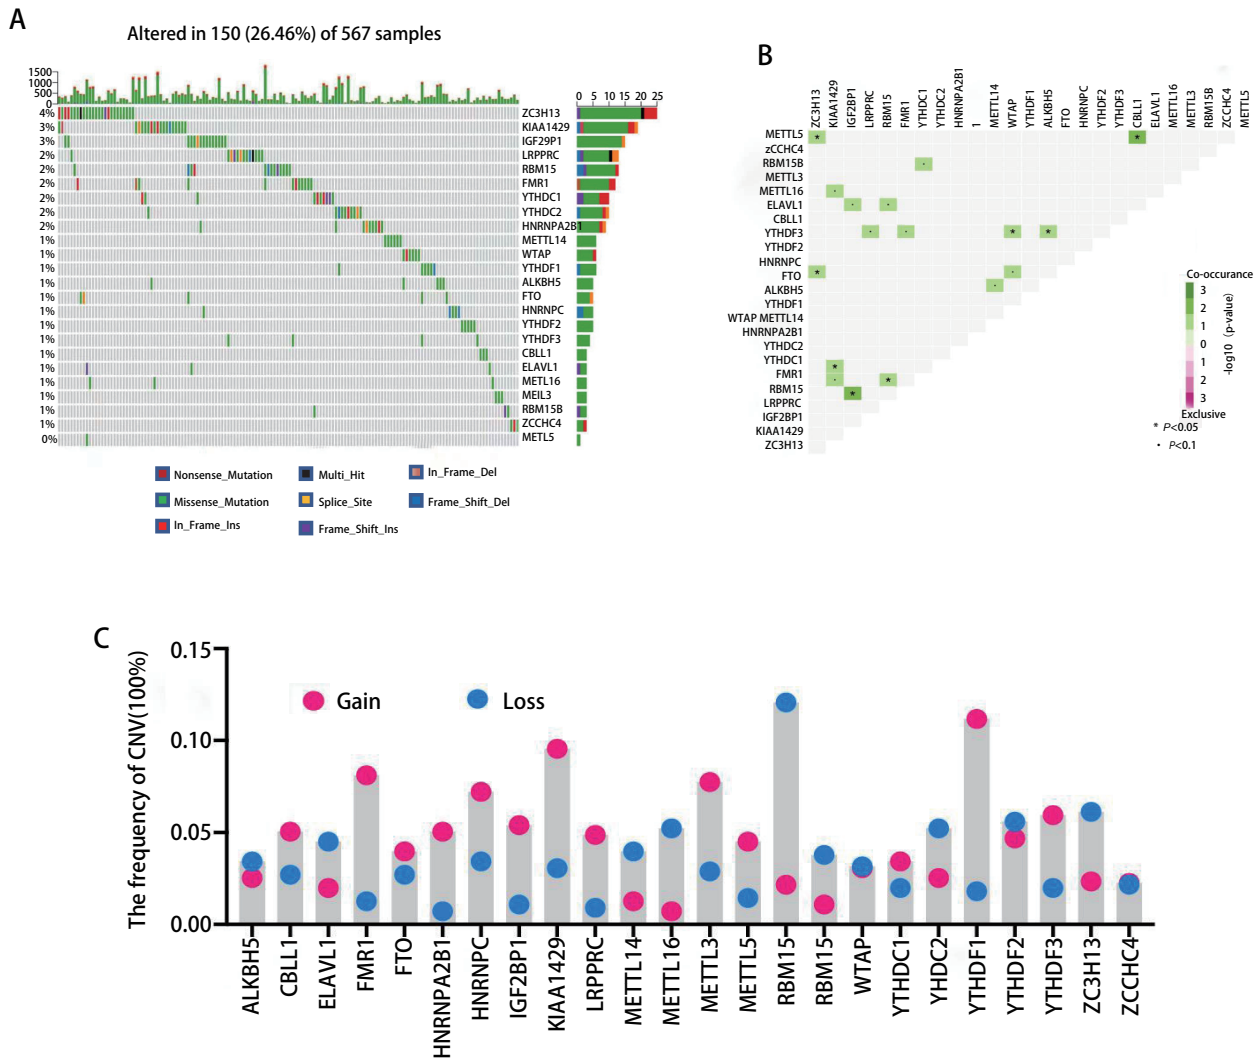 A
Altered in 150 (26.46%) of 567 samples
1500
1000
500
0
0 5 10 15 20 25
4% ZC3H13
3% KIAA1429
3% IGF29P1
2% LRPPRC
2% RBM15
2% FMR1
2% YTHDC1
2% YTHDC2
2% HNRNPA2B1
1% METTL14
1% WTAP
1% YTHDF1
1% ALKBH5
1% FTO
1% HNRNPC
1% YTHDF2
1% YTHDF3
1% CBLL1
1% ELAVL1
1% METL16
1% MEIL3
1% RBM15B
1% ZCCHC4
0% METL5
Nonsense_Mutation Multi_Hit In_Frame_Del
Missense_Mutation Splice_Site Frame_Shift_Del
In_Frame_Ins Frame_Shift_Ins
B
ZC3H13
KIAA1429
IGF2BP1
LRPPRC
RBM15
FMR1
YTHDC1
YTHDC2
HNRNPA2B1
1
METTL14
WTAP
YTHDF1
ALKBH5
FTO
HNRNPC
YTHDF2
YTHDF3
CBLL1
ELAVL1
METTL16
METTL3
RBM15B
ZCCHC4
METTL5
METTL5
zCCHC4
RBM15B
METTL3
METTL16
ELAVL1
CBLL1
YTHDF3
YTHDF2
HNRNPC
FTO
ALKBH5
YTHDF1
WTAP METTL14
HNRNPA2B1
YTHDC2
YTHDC1
FMR1
RBM15
LRPPRC
IGF2BP1
KIAA1429
ZC3H13
Co-occurance
3
2
1
0
1
2
3
-log10 (p-value)
Exclusive
* P<0.05
· P<0.1
C
The frequency of CNV(100%)
0.15
0.10
0.05
0.00
Gain Loss
ALKBH5
CBLL1
ELAVL1
FMR1
FTO
HNRNPA2B1
HNRNPC
IGF2BP1
KIAA1429
LRPPRC
METTL14
METTL16
METTL3
METTL5
RBM15
RBM15
WTAP
YTHDC1
YHDC2
YTHDF1
YTHDF2
YTHDF3
ZC3H13
ZCCHC4